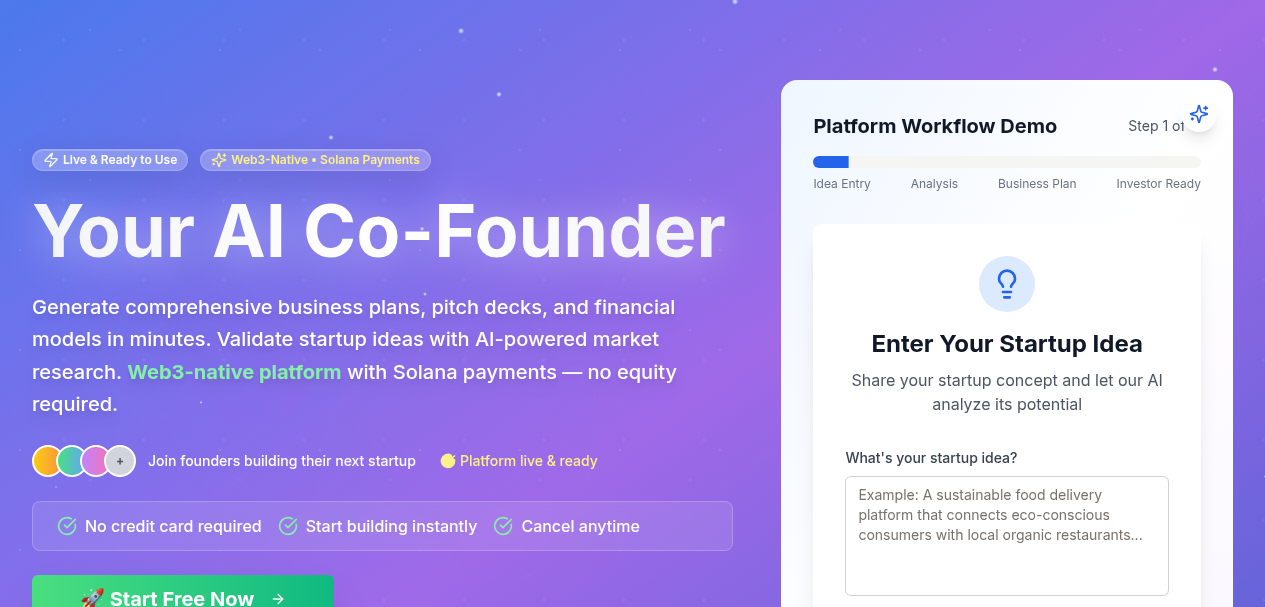 Live & Ready to Use
Web3-Native • Solana Payments
Your AI Co-Founder
Generate comprehensive business plans, pitch decks, and financial
models in minutes. Validate startup ideas with AI-powered market
research. Web3-native platform with Solana payments — no equity
required.
+
Join founders building their next startup
Platform live & ready
No credit card required
Start building instantly
Cancel anytime
🚀 Start Free Now →
Platform Workflow Demo
Step 1 of
Idea Entry
Analysis
Business Plan
Investor Ready
Enter Your Startup Idea
Share your startup concept and let our AI
analyze its potential
What's your startup idea?
Example: A sustainable food delivery
platform that connects eco-conscious
consumers with local organic restaurants...